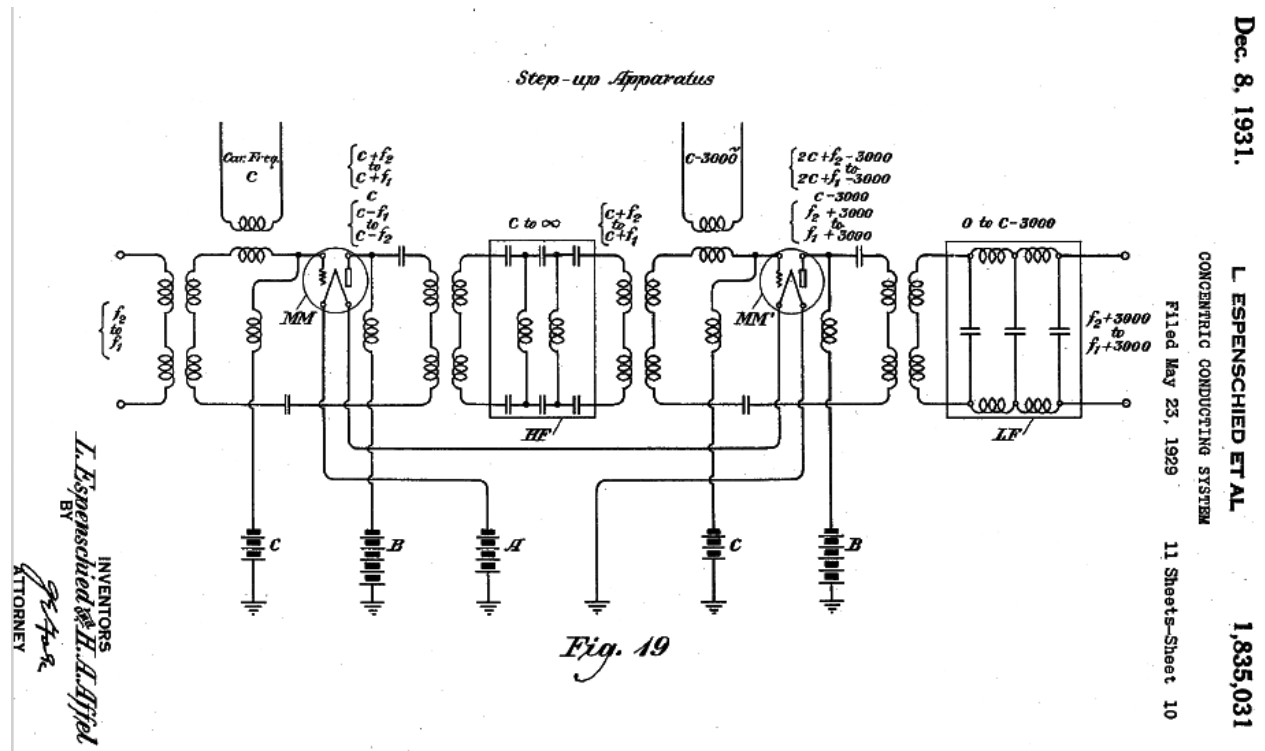 Dec. 8, 1931.
L. ESPENSCHIED ET AL
1,835,031
CONCENTRIC CONDUCTING SYSTEM
Filed May 23, 1929
11 Sheets-Sheet 10
Step-up Apparatus
Car. Freq.
C
C+f2
to
C+f1
C
C-f1
to
C-f2
C to ∞
C+f2
to
C+f1
C-3000~
2C+f2-3000
to
2C+f1-3000
C-3000
f2+3000
to
f1+3000
0 to C-3000
f2
to
f1
MM
MM'
f2+3000
to
f1+3000
HF
LF
C
B
A
C
B
Fig. 19
INVENTORS
L. Espenschied and H. A. Affel
BY
ATTORNEY